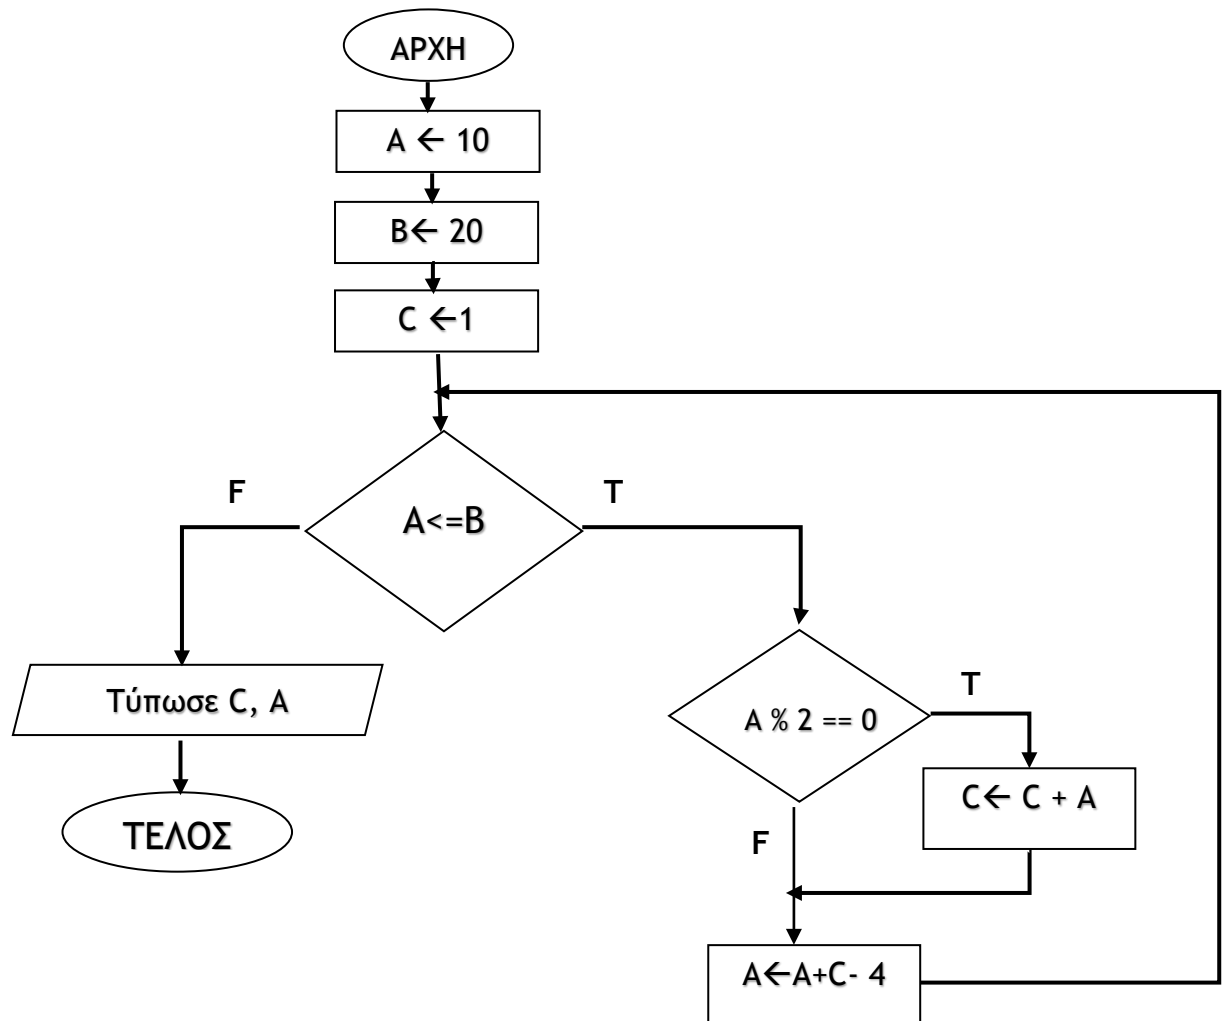 ΑΡΧΗ
A ← 10
B← 20
C ←1
A<=B
F
T
Τύπωσε C, A
ΤΕΛΟΣ
A % 2 == 0
T
C← C + A
F
A←A+C- 4